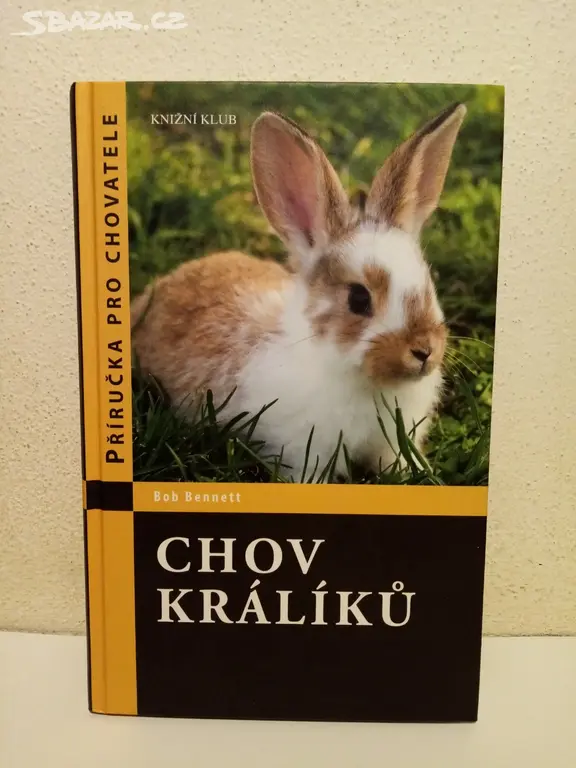 SBAZAR.CZ
KNIŽNÍ KLUB
PŘÍRUČKA PRO CHOVATELE
Bob Bennett
CHOV
KRÁLÍKŮ